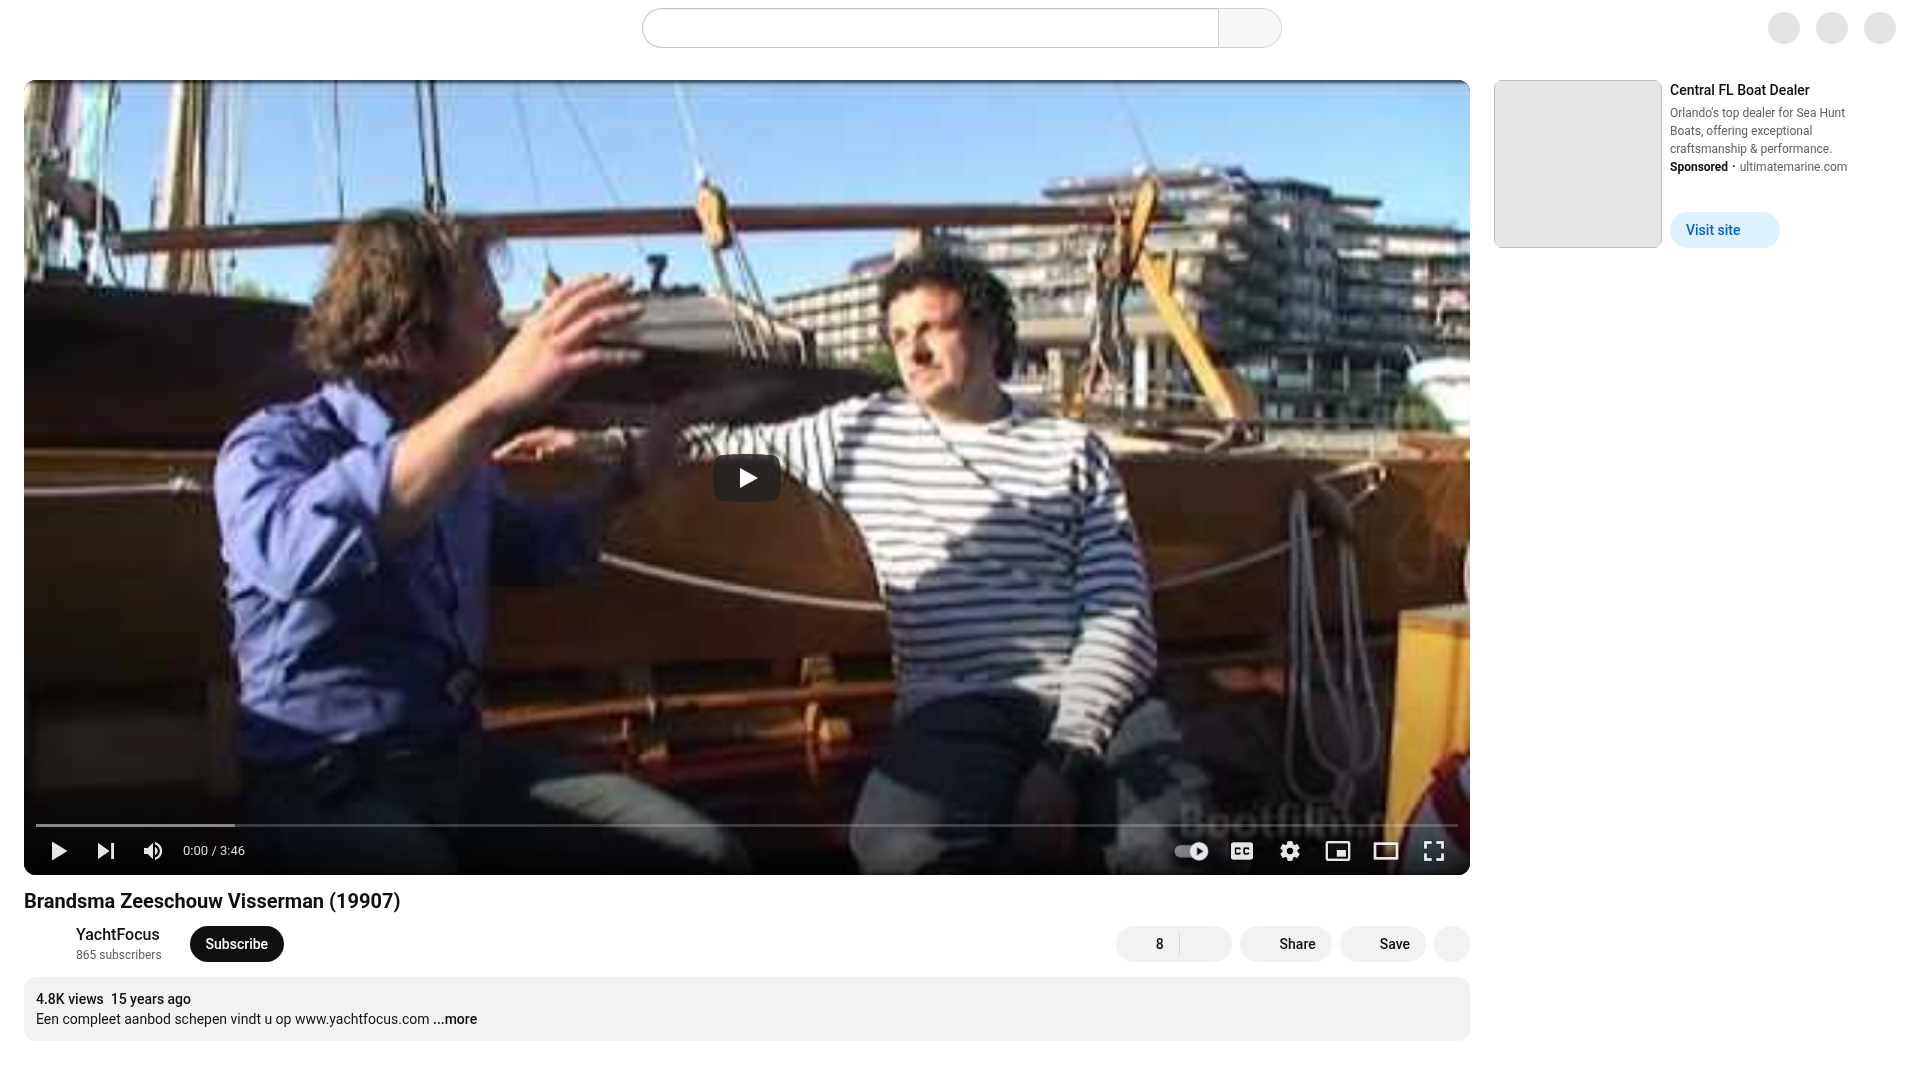 Central FL Boat Dealer
Orlando's top dealer for Sea Hunt
Boats, offering exceptional
craftsmanship & performance.
Sponsored · ultimatemarine.com
Visit site
Bootfilm.n
CC
0:00 / 3:46
Brandsma Zeeschouw Visserman (19907)
YachtFocus
865 subscribers
Subscribe
8
Share
Save
4.8K views 15 years ago
Een compleet aanbod schepen vindt u op www.yachtfocus.com ...more